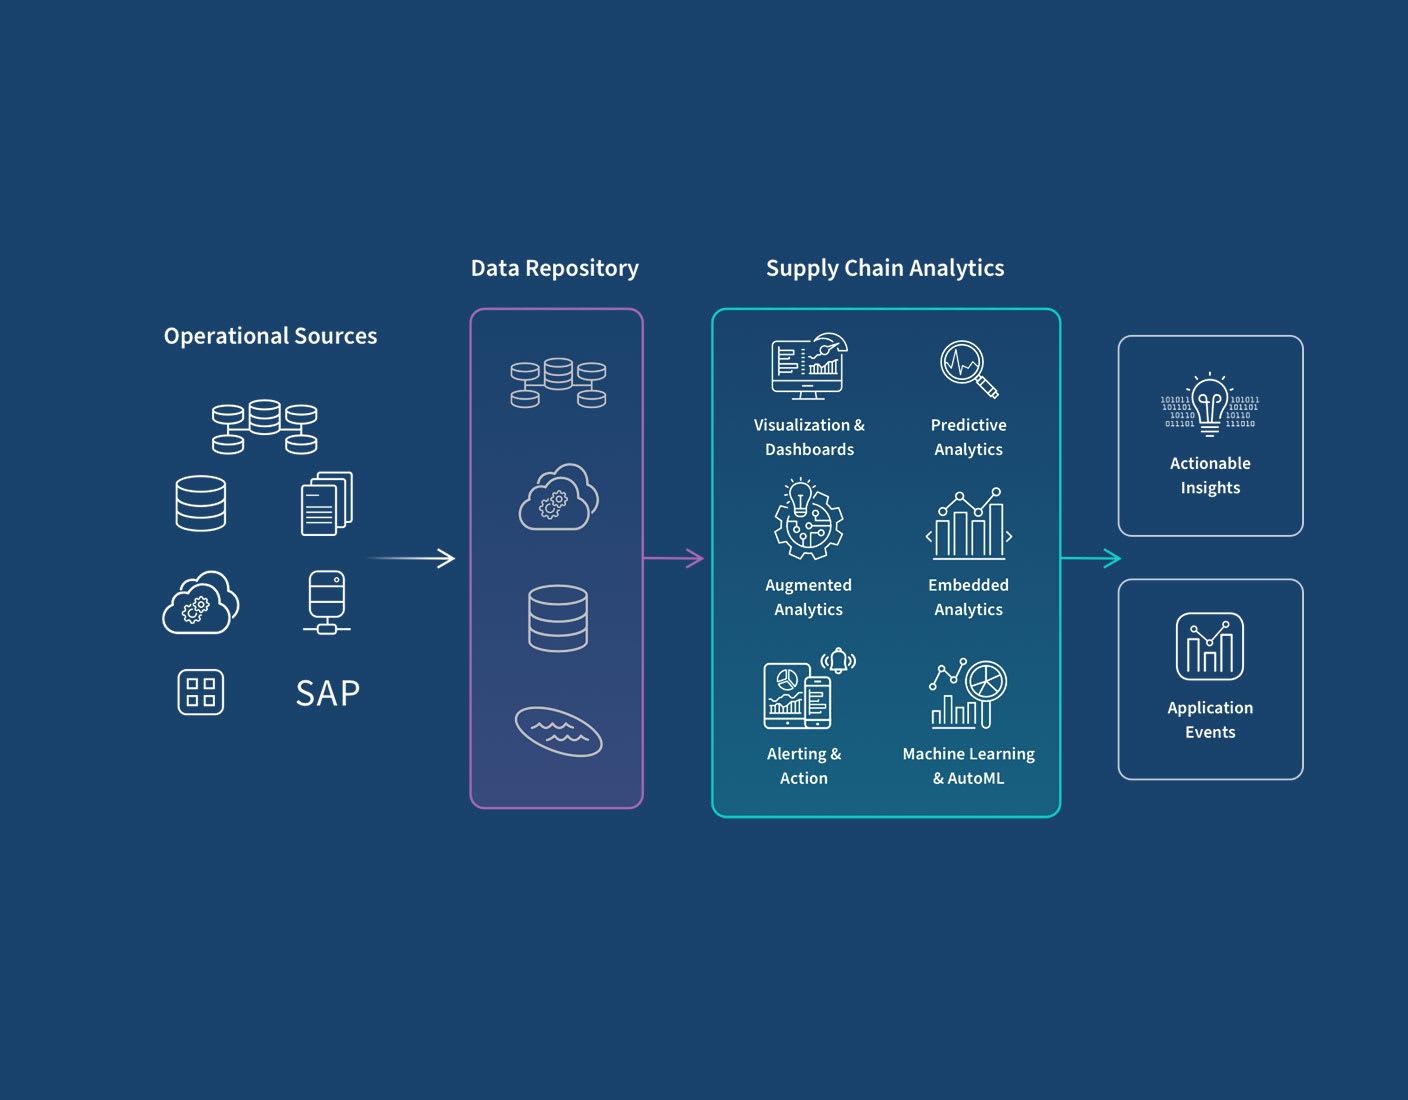 Data Repository
Supply Chain Analytics
Operational Sources
SAP
Visualization &
Dashboards
Predictive
Analytics
Augmented
Analytics
Embedded
Analytics
Alerting &
Action
Machine Learning
& AutoML
101011 101011
101101 101101
10110 10110
011101 111010
Actionable
Insights
Application
Events